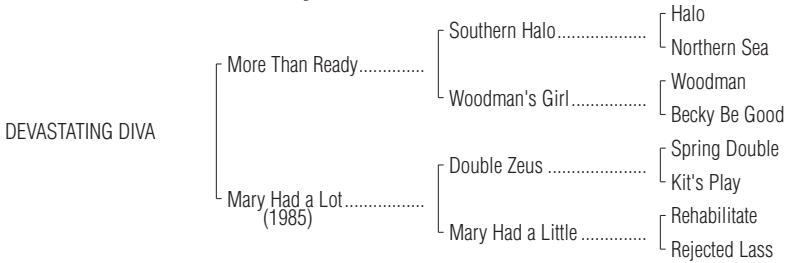 Halo
Southern Halo...................
Northern Sea
More Than Ready..............
Woodman
Woodman's Girl................
Becky Be Good
DEVASTATING DIVA
Spring Double
Double Zeus .....................
Kit's Play
Mary Had a Lot.................
(1985)
Rehabilitate
Mary Had a Little ..............
Rejected Lass